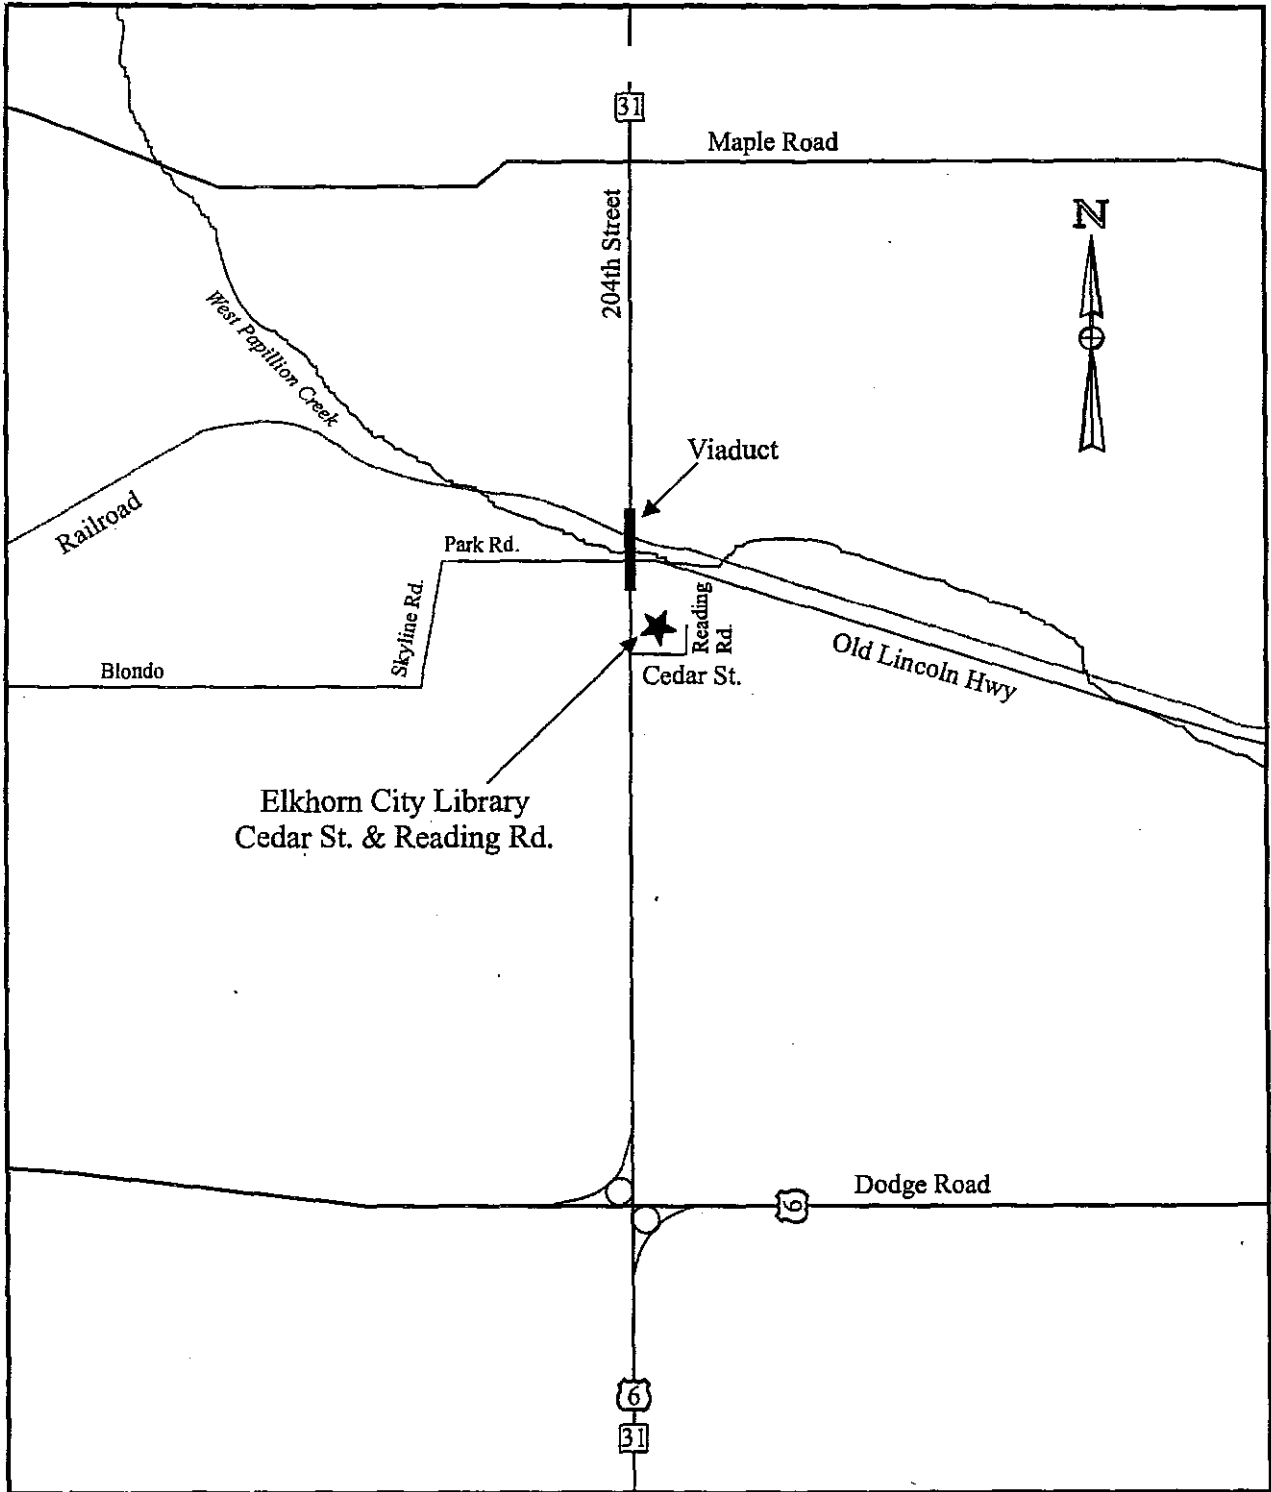 31
Maple Road
N
204th Street
West Papillion Creek
Viaduct
Railroad
Park Rd.
Skyline Rd.
Reading
Rd.
Old Lincoln Hwy
Blondo
Cedar St.
Elkhorn City Library
Cedar St. & Reading Rd.
Dodge Road
6
6
31